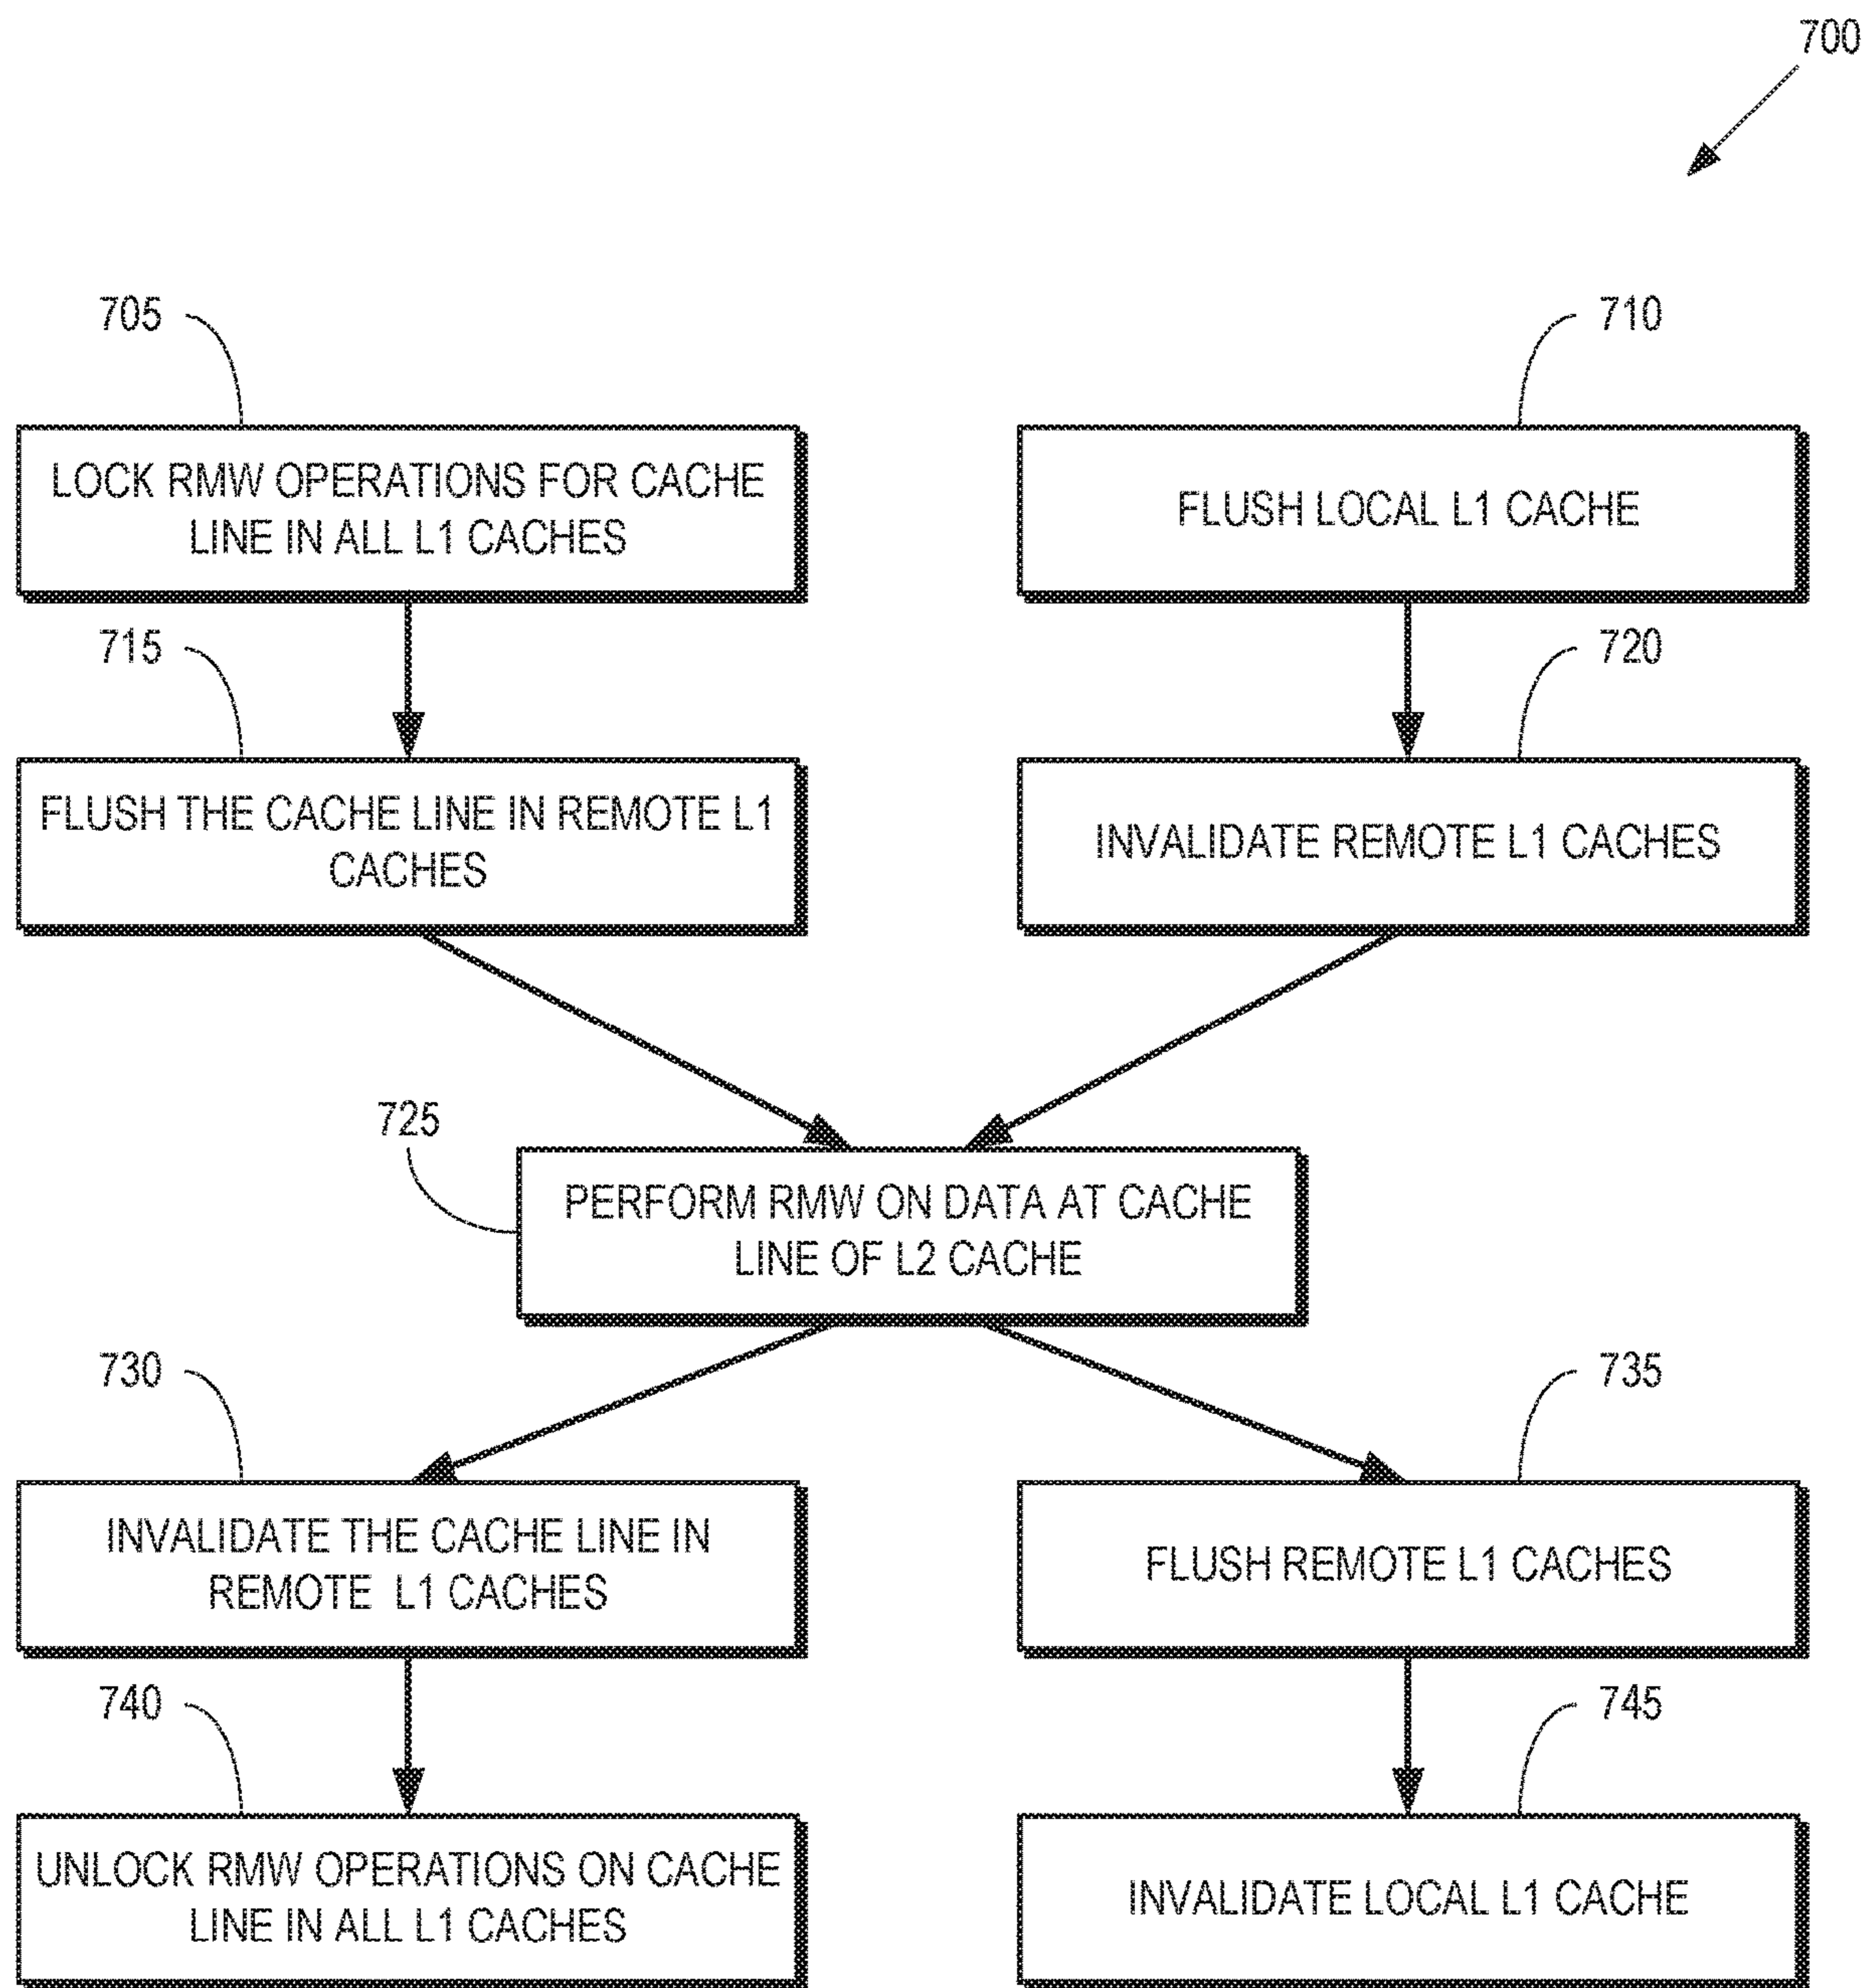 700
705
710
LOCK RMW OPERATIONS FOR CACHE
LINE IN ALL L1 CACHES
FLUSH LOCAL L1 CACHE
715
720
FLUSH THE CACHE LINE IN REMOTE L1
CACHES
INVALIDATE REMOTE L1 CACHES
725
PERFORM RMW ON DATA AT CACHE
LINE OF L2 CACHE
730
735
INVALIDATE THE CACHE LINE IN
REMOTE L1 CACHES
FLUSH REMOTE L1 CACHES
740
745
UNLOCK RMW OPERATIONS ON CACHE
LINE IN ALL L1 CACHES
INVALIDATE LOCAL L1 CACHE